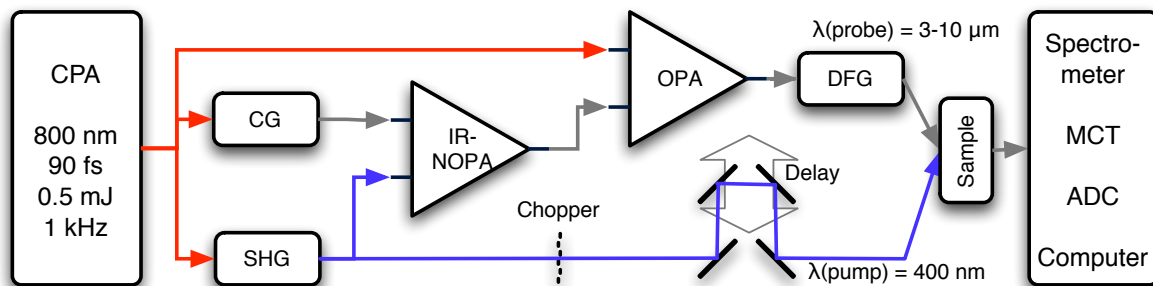 CPA
800 nm
90 fs
0.5 mJ
1 kHz
CG
SHG
IR-
NOPA
Chopper
OPA
λ(probe) = 3-10 µm
DFG
Delay
λ(pump) = 400 nm
Sample
Spectro-
meter
MCT
ADC
Computer